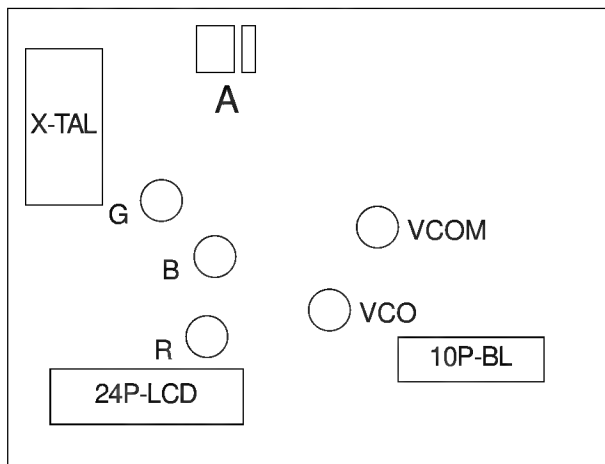 A
X-TAL
G
VCOM
B
VCO
R
10P-BL
24P-LCD